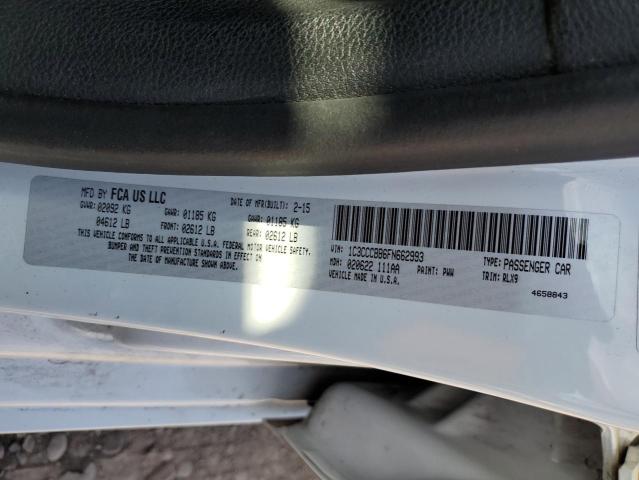 MFD BY FCA US LLC DATE OF MFR(BUILT): 2-15
GVWR: 02092 KG GAWR: 01185 KG GAWR: 01185 KG
04612 LB FRONT: 02612 LB REAR: 02612 LB
THIS VEHICLE CONFORMS TO ALL APPLICABLE U.S.A. FEDERAL MOTOR VEHICLE SAFETY,
BUMPER AND THEFT PREVENTION STANDARDS IN EFFECT ON
THE DATE OF MANUFACTURE SHOWN ABOVE.
VIN: 1C3CCCBB6FN662993 TYPE: PASSENGER CAR
MDH: 020622 111AA PAINT: PWW TRIM: RLX9
VEHICLE MADE IN U.S.A.
4658843